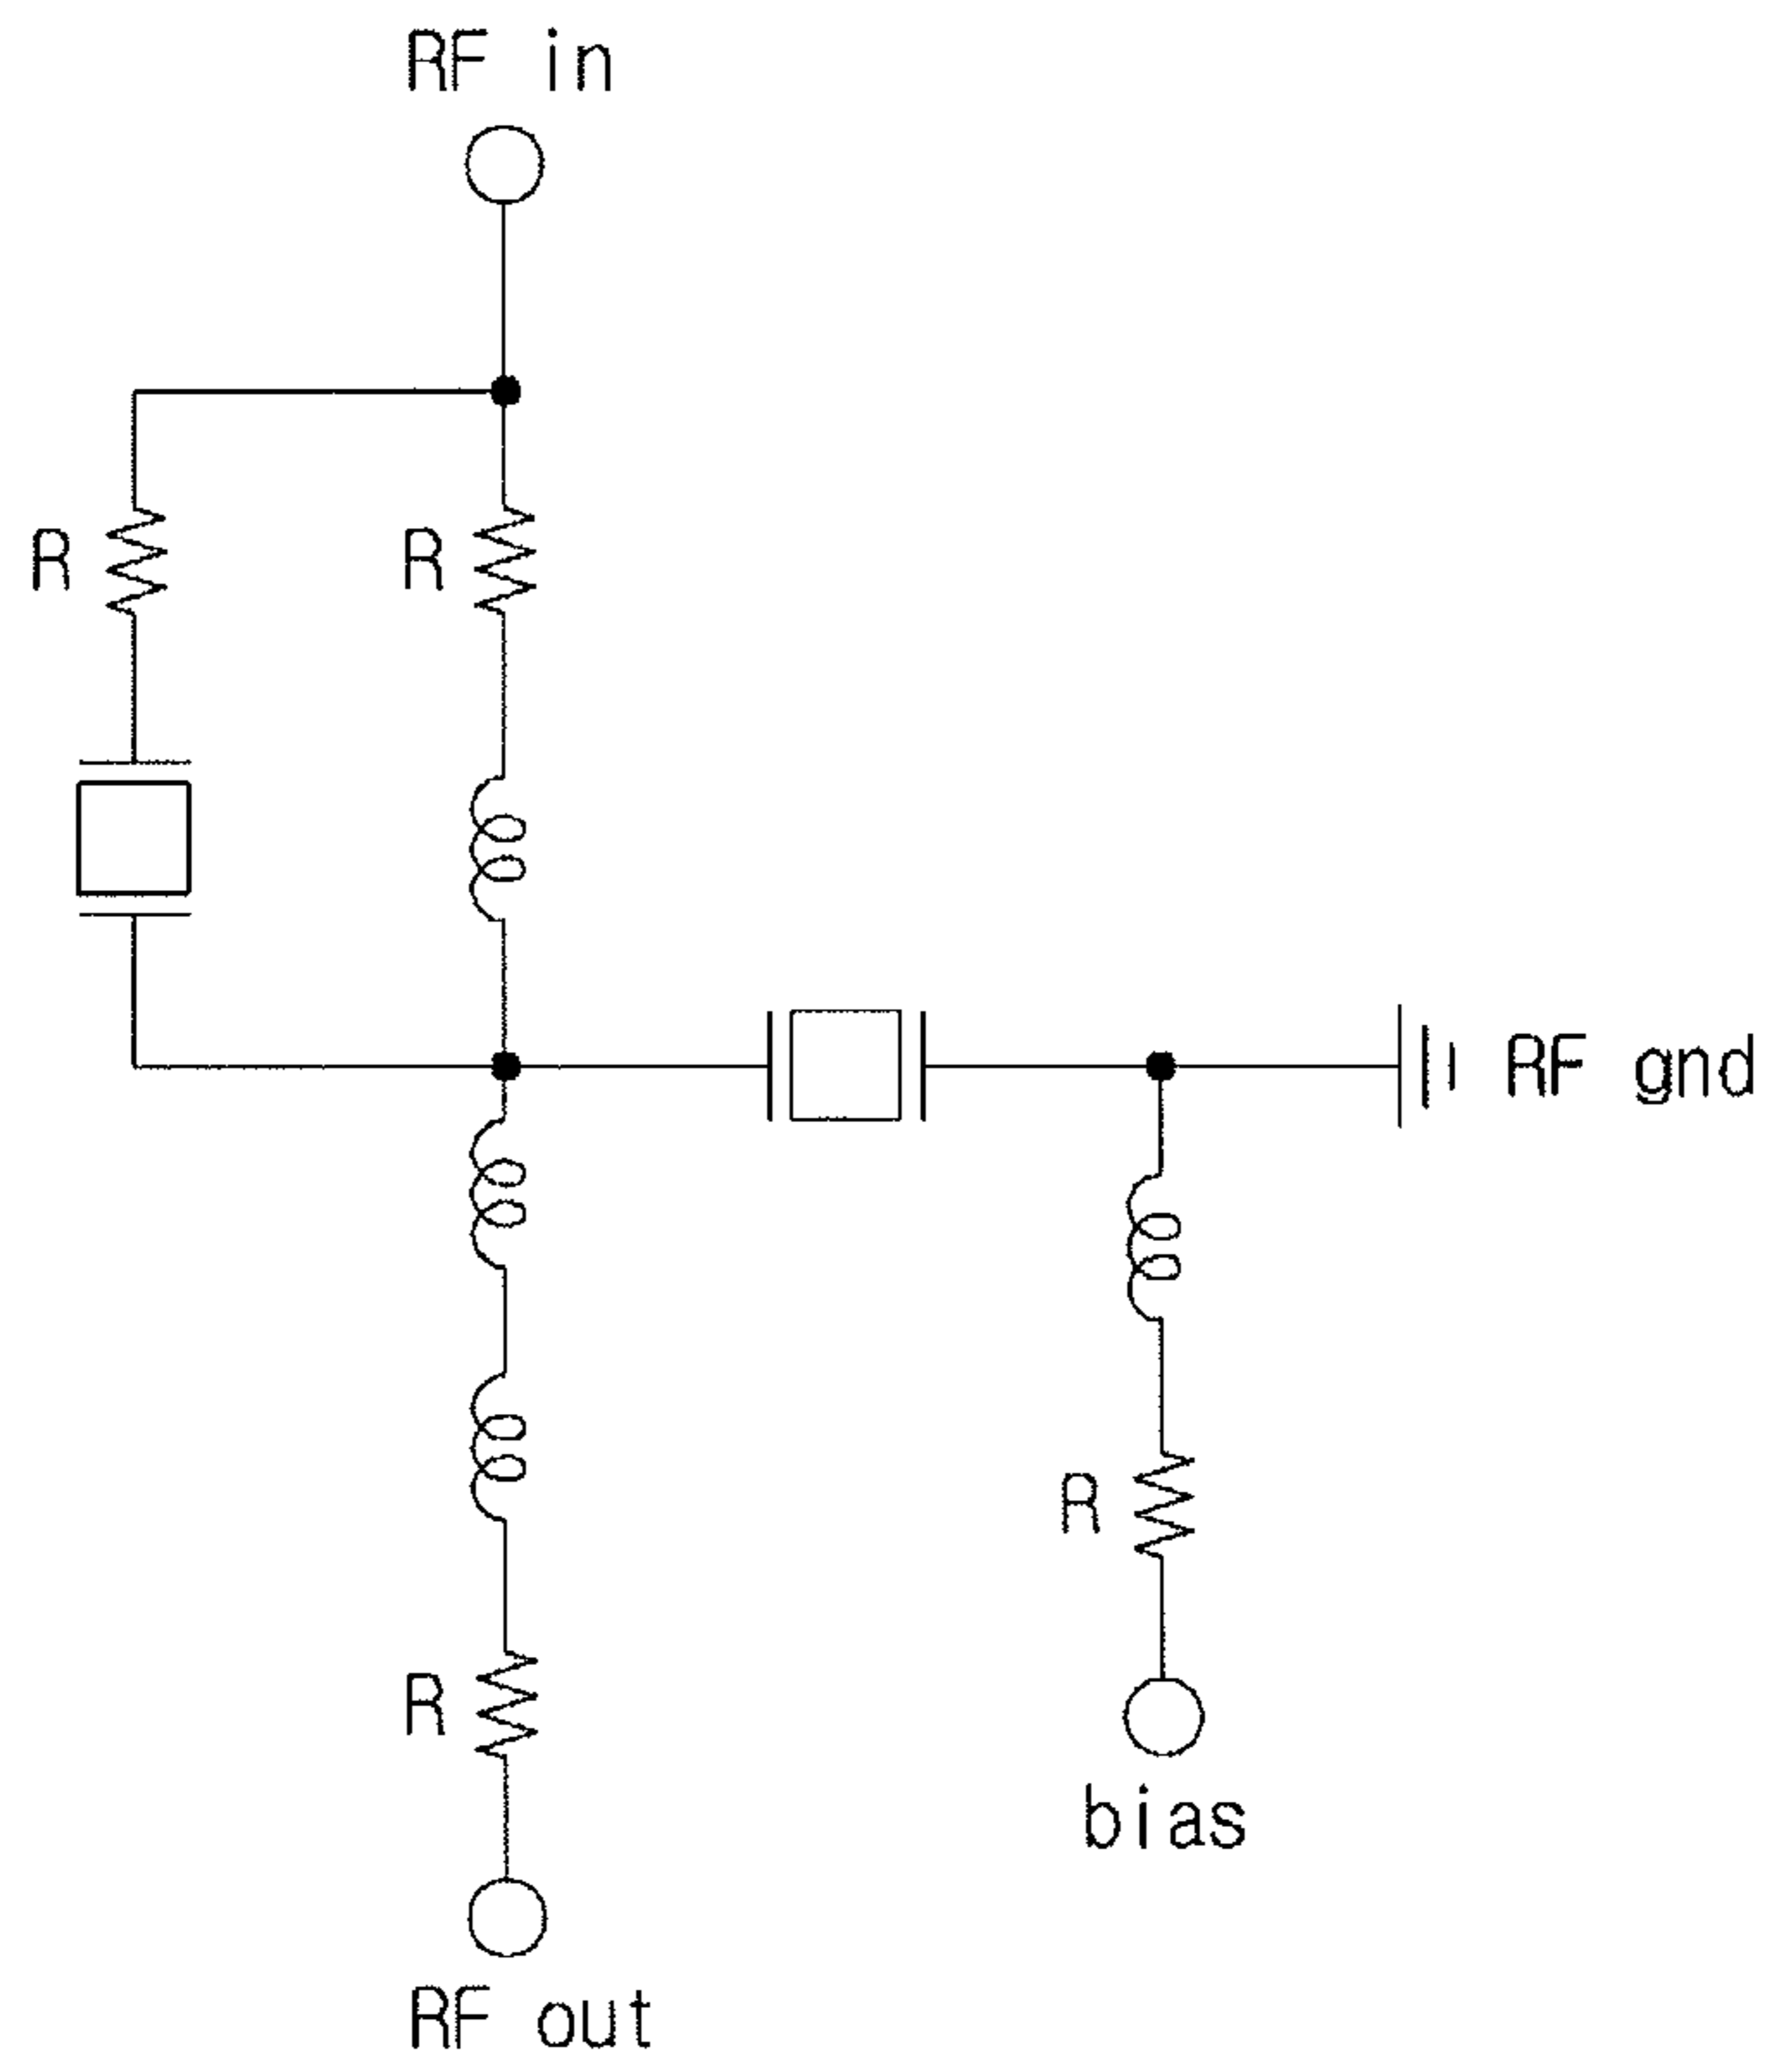 RF in
R
R
RF gnd
R
R
bias
RF out